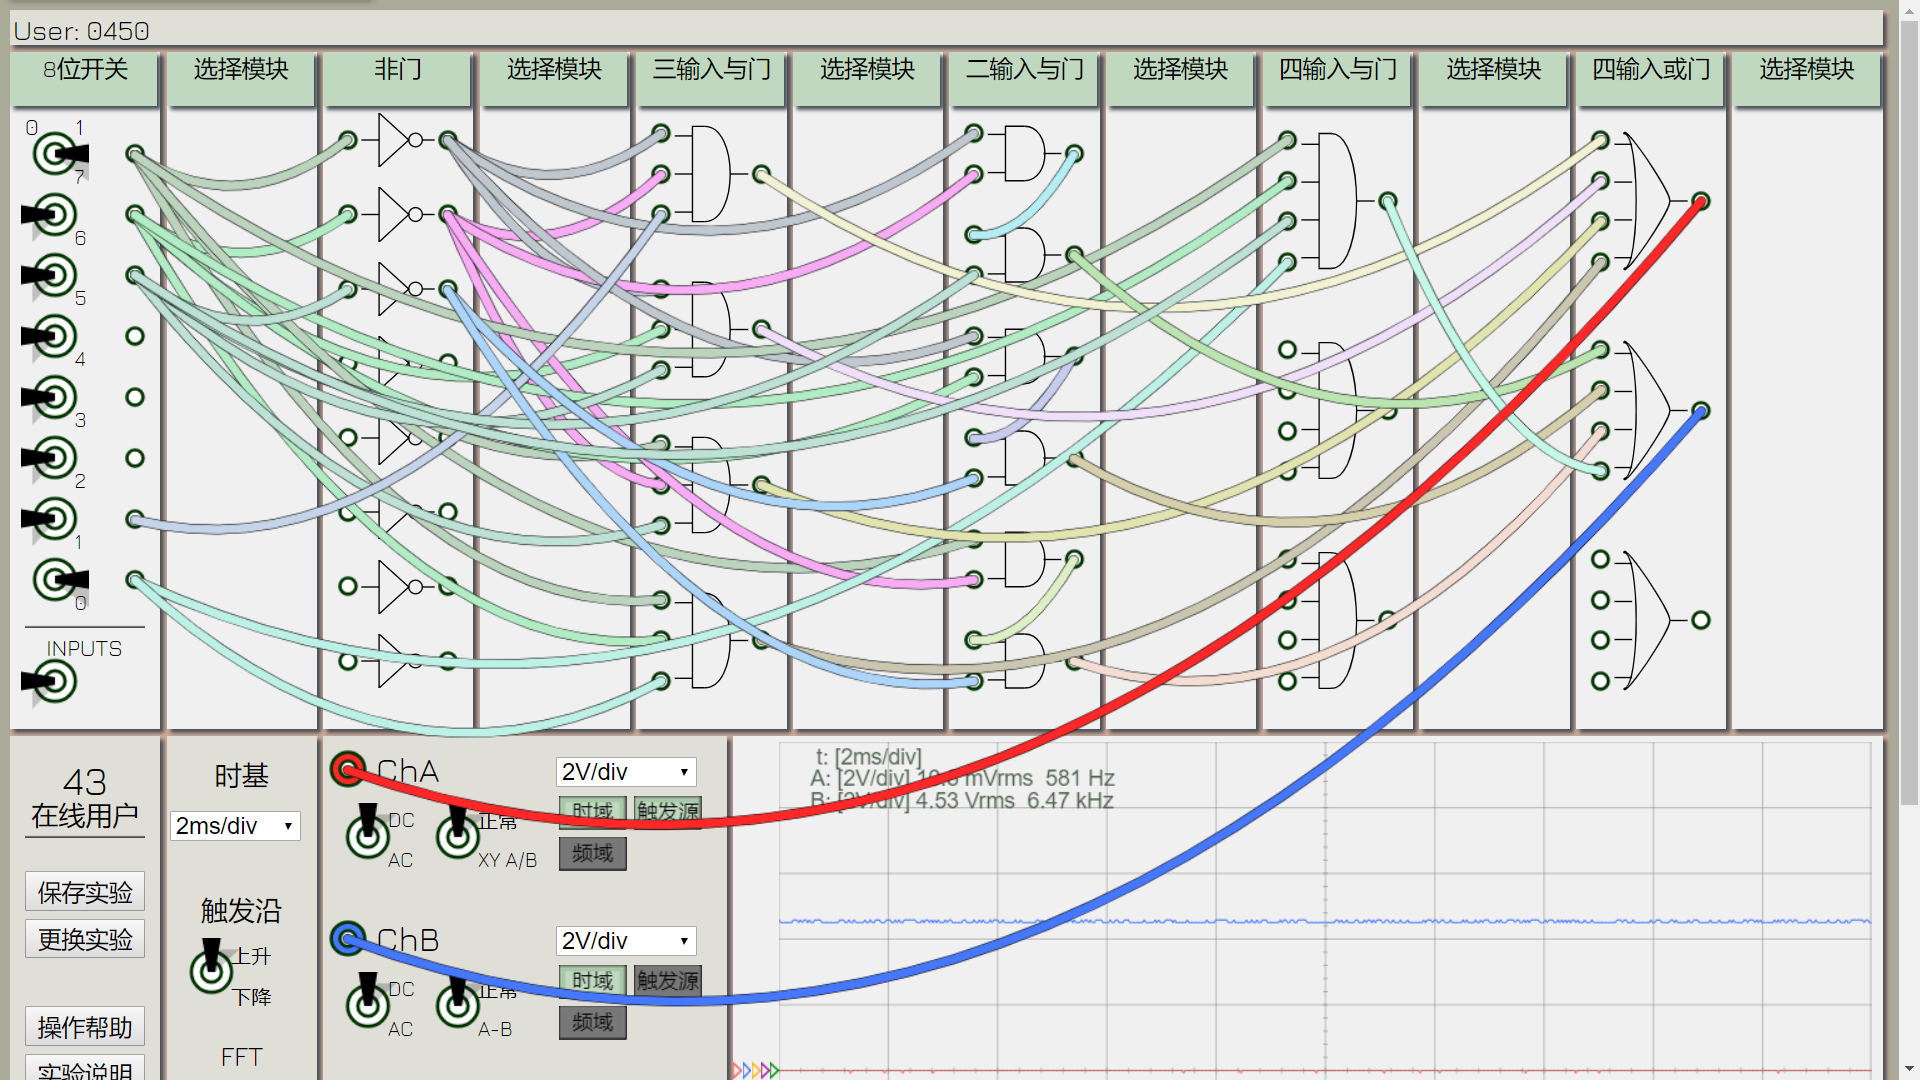 User: 0450
8位开关
选择模块
非门
选择模块
三输入与门
选择模块
二输入与门
选择模块
四输入与门
选择模块
四输入或门
选择模块
0 1
7
6
5
4
3
2
1
0
INPUTS
43
在线用户
保存实验
更换实验
操作帮助
实验说明
时基
2ms/div
触发沿
上升
下降
FFT
ChA
2V/div
DC
AC
正常
XY A/B
时域
触发源
频域
ChB
2V/div
DC
AC
正常
A-B
时域
触发源
频域
t: [2ms/div]
A: [2V/div] mVrms 581 Hz
B: [2V/div] 4.53 Vrms 6.47 kHz